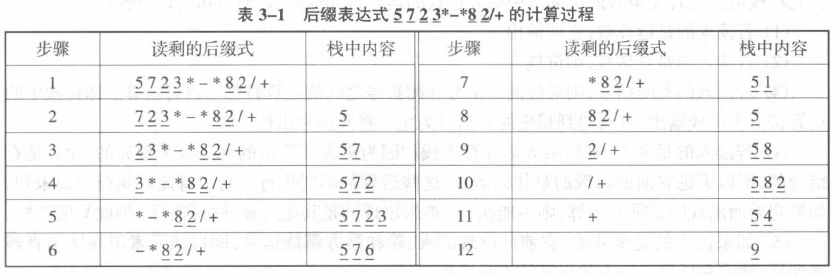 表 3-1 后缀表达式 5 7 2 3 * - * 8 2 / + 的计算过程
步骤 读剩的后缀式 栈中内容 步骤 读剩的后缀式 栈中内容
1 5 7 2 3 * - * 8 2 / + 7 * 8 2 / + 5 1
2 7 2 3 * - * 8 2 / + 5 8 8 2 / + 5
3 2 3 * - * 8 2 / + 5 7 9 2 / + 5 8
4 3 * - * 8 2 / + 5 7 2 10 / + 5 8 2
5 * - * 8 2 / + 5 7 2 3 11 + 5 4
6 - * 8 2 / + 5 7 6 12 9